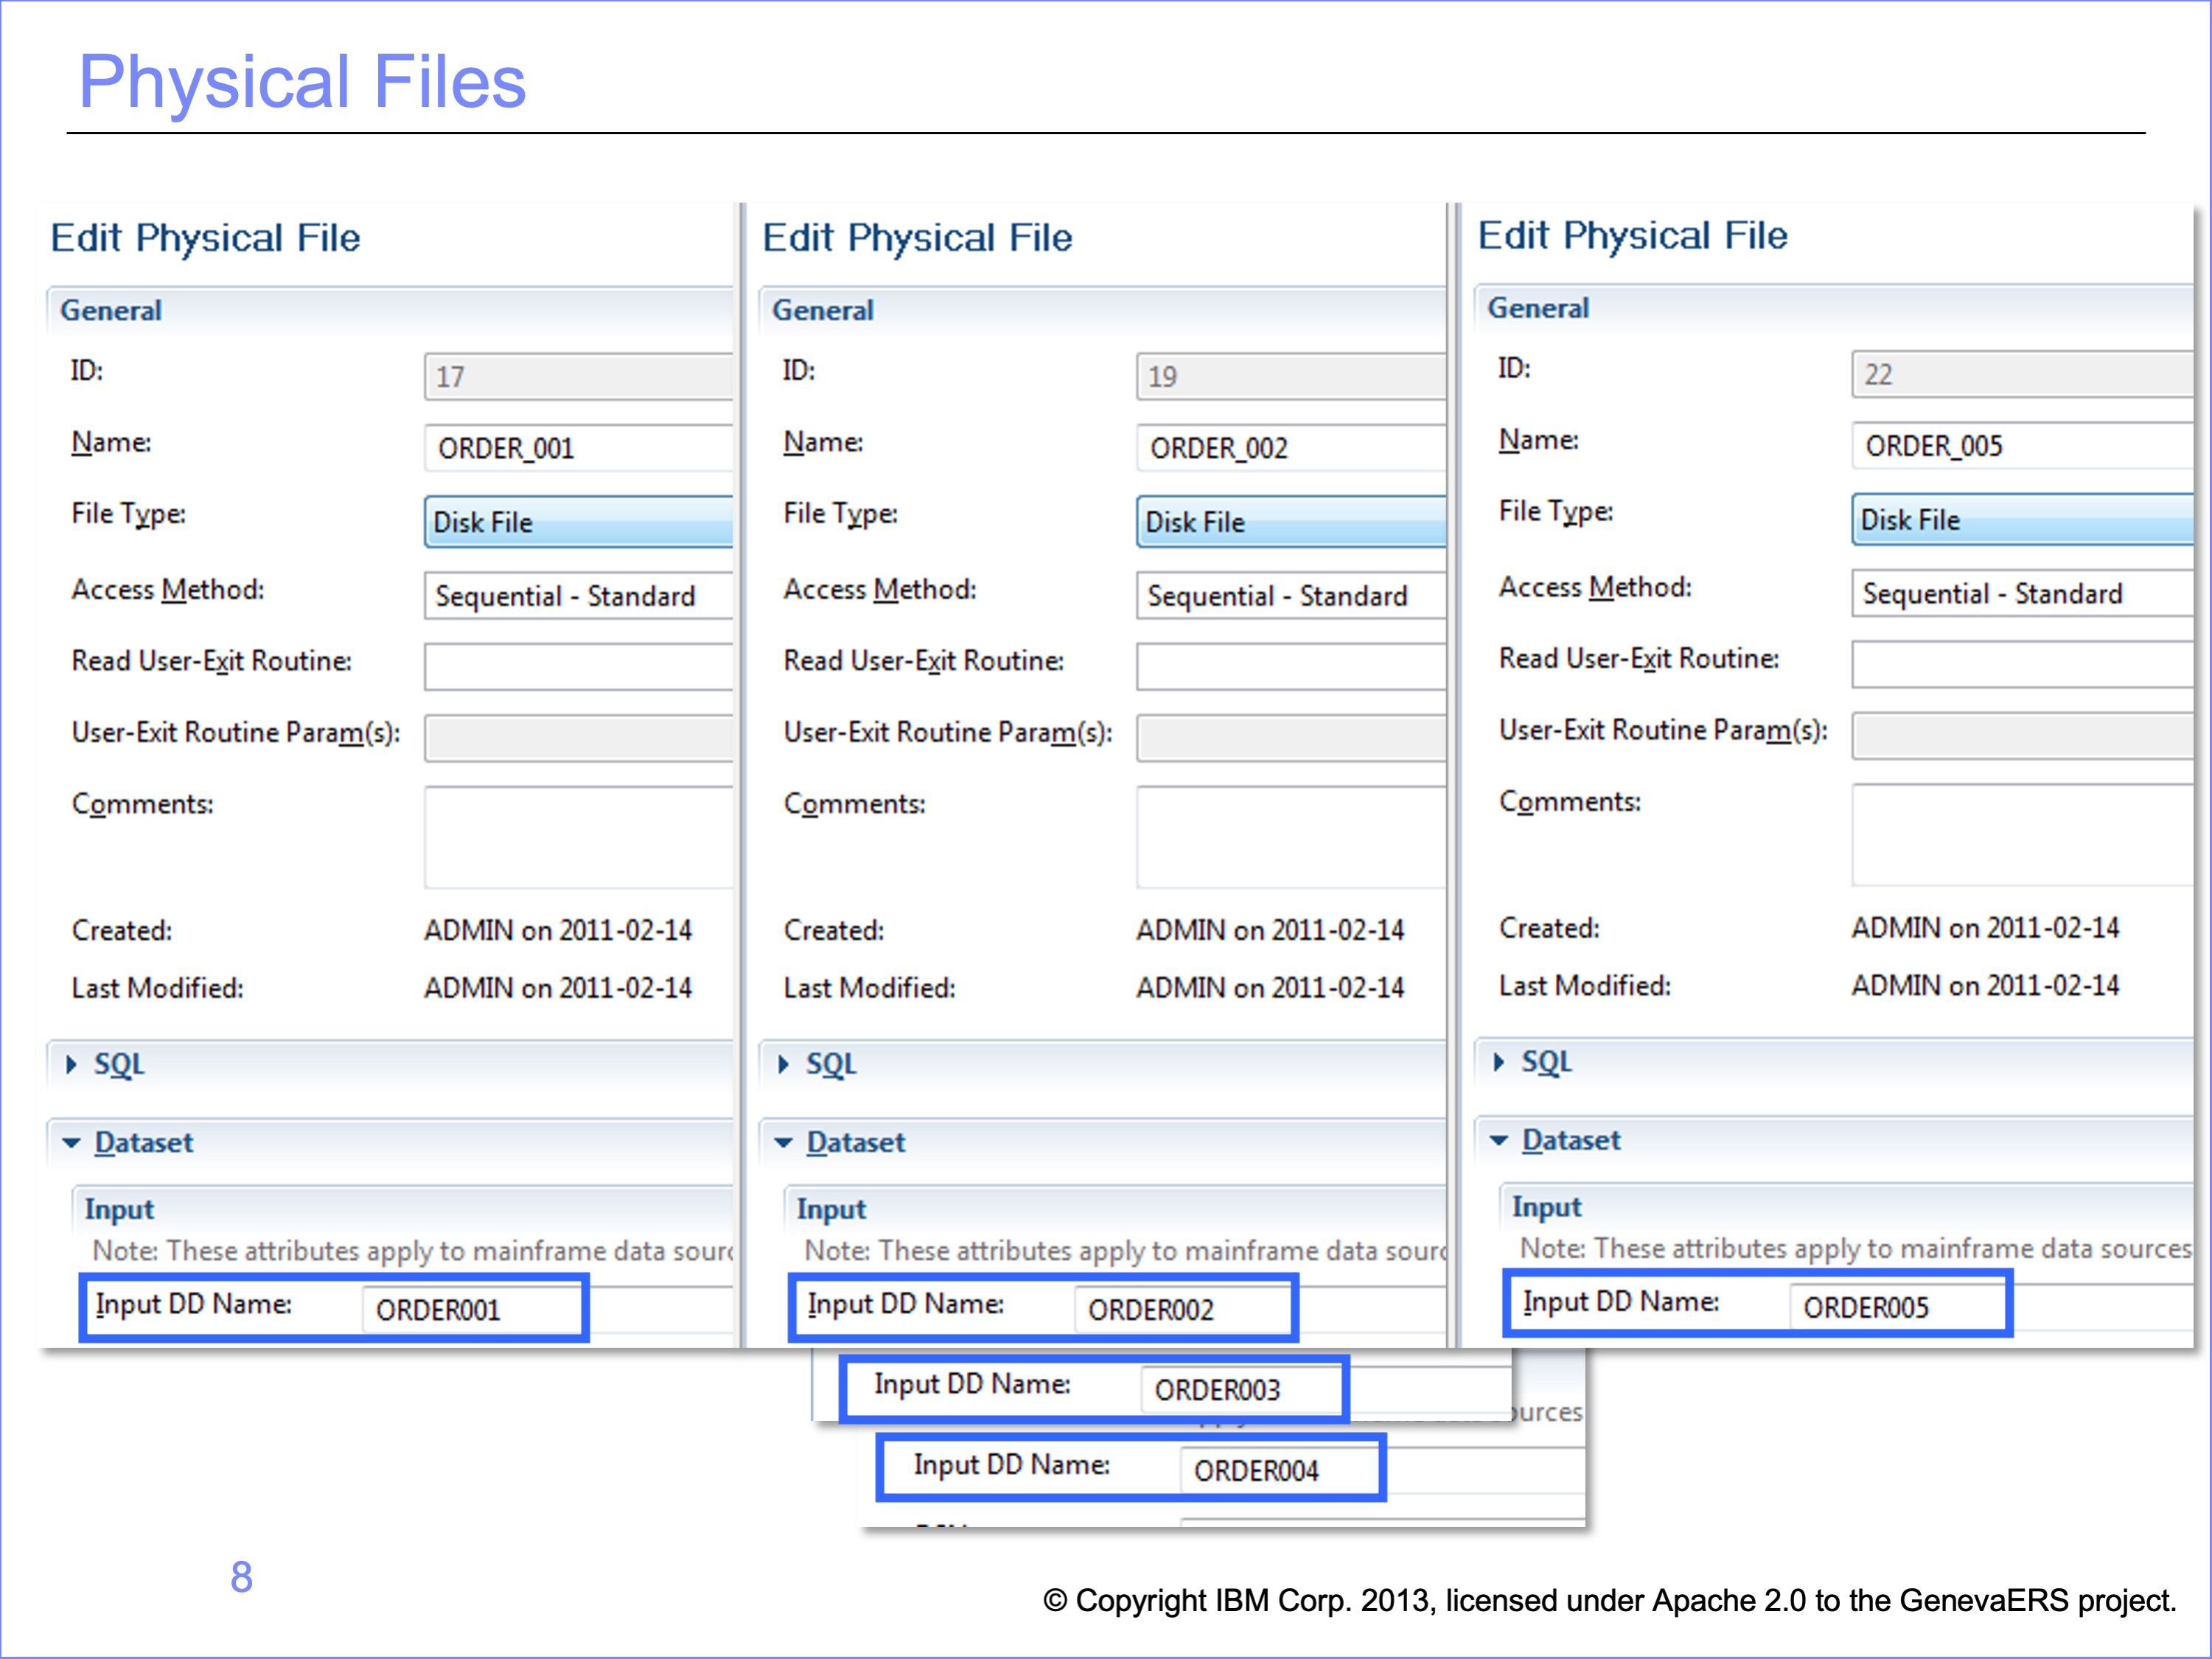 Physical Files
Edit Physical File
General
ID: 17
Name: ORDER_001
File Type: Disk File
Access Method: Sequential - Standard
Read User-Exit Routine:
User-Exit Routine Param(s):
Comments:
Created: ADMIN on 2011-02-14
Last Modified: ADMIN on 2011-02-14
SQL
Dataset
Input
Note: These attributes apply to mainframe data
Input DD Name: ORDER001
Edit Physical File
General
ID: 19
Name: ORDER_002
File Type: Disk File
Access Method: Sequential - Standard
Read User-Exit Routine:
User-Exit Routine Param(s):
Comments:
Created: ADMIN on 2011-02-14
Last Modified: ADMIN on 2011-02-14
SQL
Dataset
Input
Note: These attributes apply to mainframe data
Input DD Name: ORDER002
Input DD Name: ORDER003
Input DD Name: ORDER004
Edit Physical File
General
ID: 22
Name: ORDER_005
File Type: Disk File
Access Method: Sequential - Standard
Read User-Exit Routine:
User-Exit Routine Param(s):
Comments:
Created: ADMIN on 2011-02-14
Last Modified: ADMIN on 2011-02-14
SQL
Dataset
Input
Note: These attributes apply to mainframe data sources
Input DD Name: ORDER005
8
© Copyright IBM Corp. 2013, licensed under Apache 2.0 to the GenevaERS project.